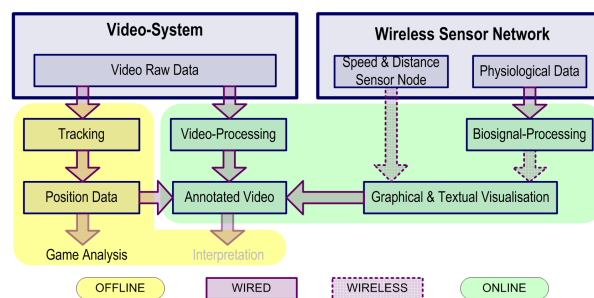 Video-System
Wireless Sensor Network
Video Raw Data
Speed & Distance
Sensor Node
Physiological Data
Tracking
Video-Processing
Biosignal-Processing
Position Data
Annotated Video
Graphical & Textual Visualisation
Game Analysis
Interpretation
OFFLINE
WIRED
WIRELESS
ONLINE